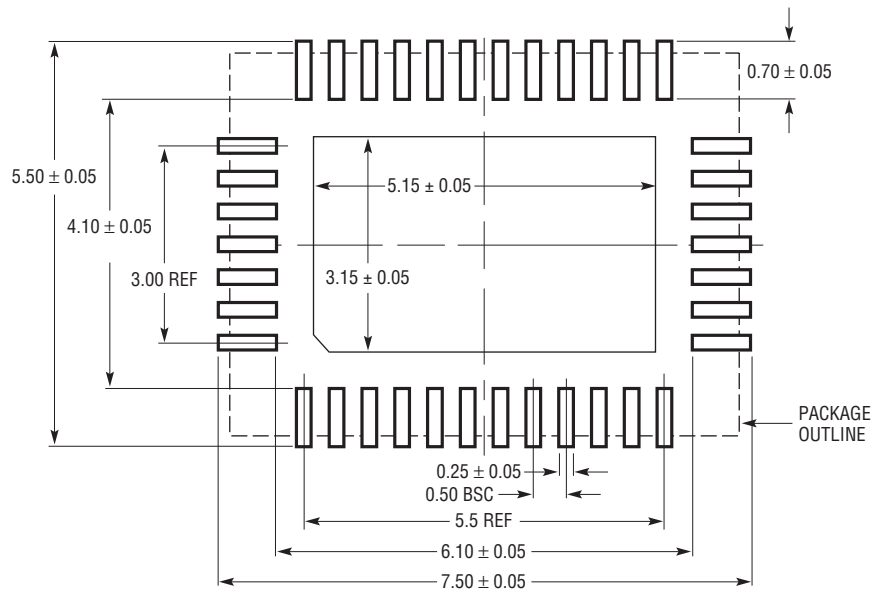 0.70 ± 0.05
5.50 ± 0.05
5.15 ± 0.05
4.10 ± 0.05
3.00 REF
3.15 ± 0.05
PACKAGE
OUTLINE
0.25 ± 0.05
0.50 BSC
5.5 REF
6.10 ± 0.05
7.50 ± 0.05